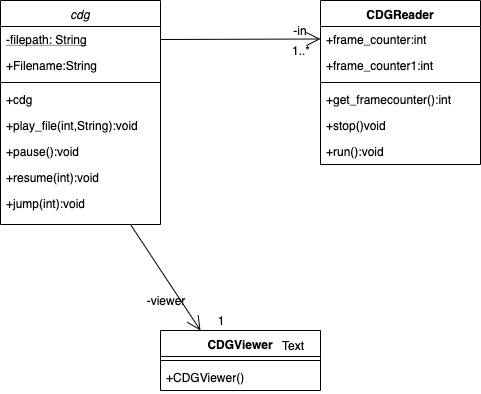 cdg
-filepath: String
+Filename:String
+cdg
+play_file(int,String):void
+pause():void
+resume(int):void
+jump(int):void
-in
1..*
CDGReader
+frame_counter:int
+frame_counter1:int
+get_framecounter():int
+stop()void
+run():void
-viewer
1
CDGViewer Text
+CDGViewer()